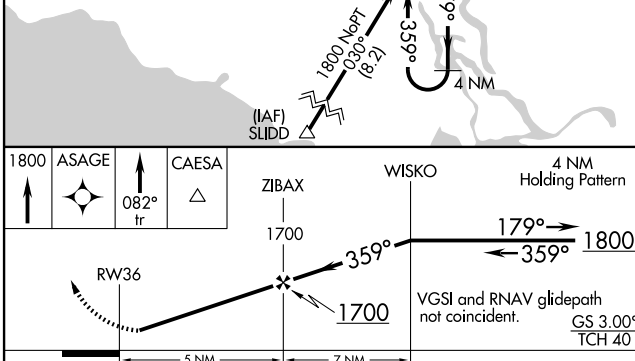 9°
1800 NoPT
030°
(8.2)
359°
4 NM
(IAF)
SLIDD
1800
ASAGE
082°
tr
CAESA
ZIBAX
1700
WISKO
4 NM
Holding Pattern
179°
1800
359°
359°
RW36
1700
VGSI and RNAV glidepath
not coincident.
GS 3.00°
TCH 40
5 NM
7 NM